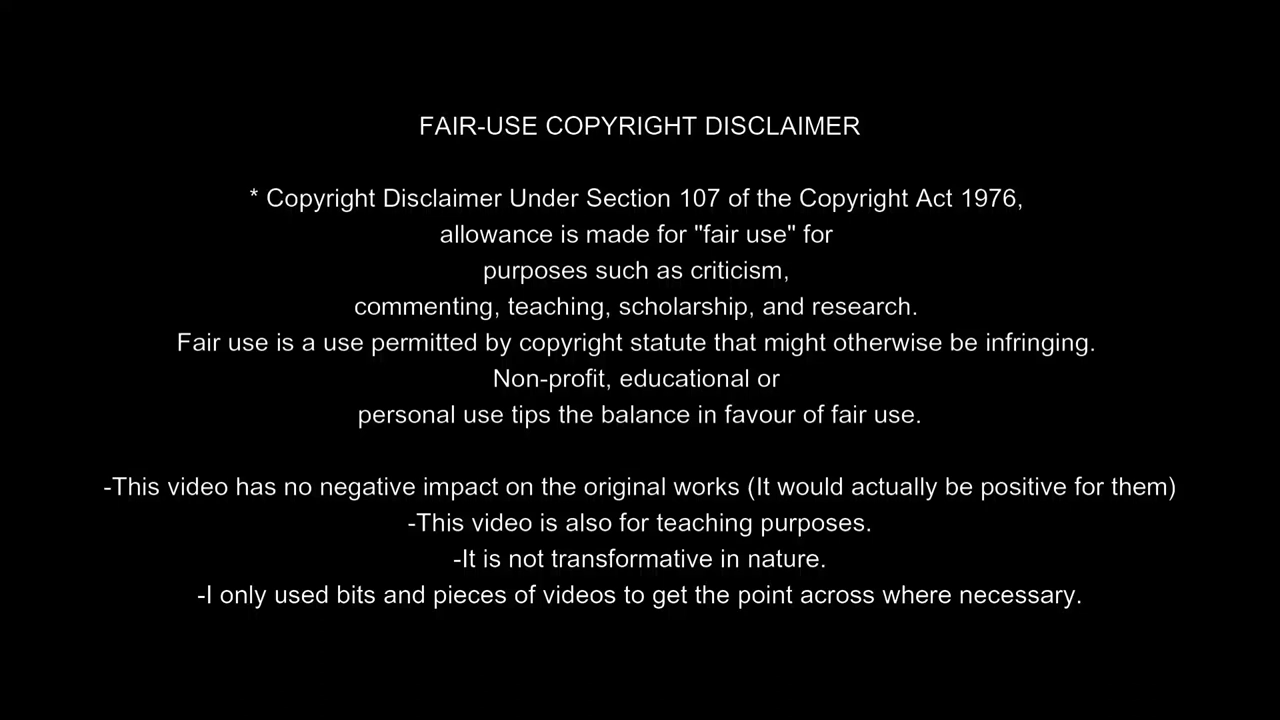 FAIR-USE COPYRIGHT DISCLAIMER
* Copyright Disclaimer Under Section 107 of the Copyright Act 1976,
allowance is made for "fair use" for
purposes such as criticism,
commenting, teaching, scholarship, and research.
Fair use is a use permitted by copyright statute that might otherwise be infringing.
Non-profit, educational or
personal use tips the balance in favour of fair use.
-This video has no negative impact on the original works (It would actually be positive for them)
-This video is also for teaching purposes.
-It is not transformative in nature.
-I only used bits and pieces of videos to get the point across where necessary.